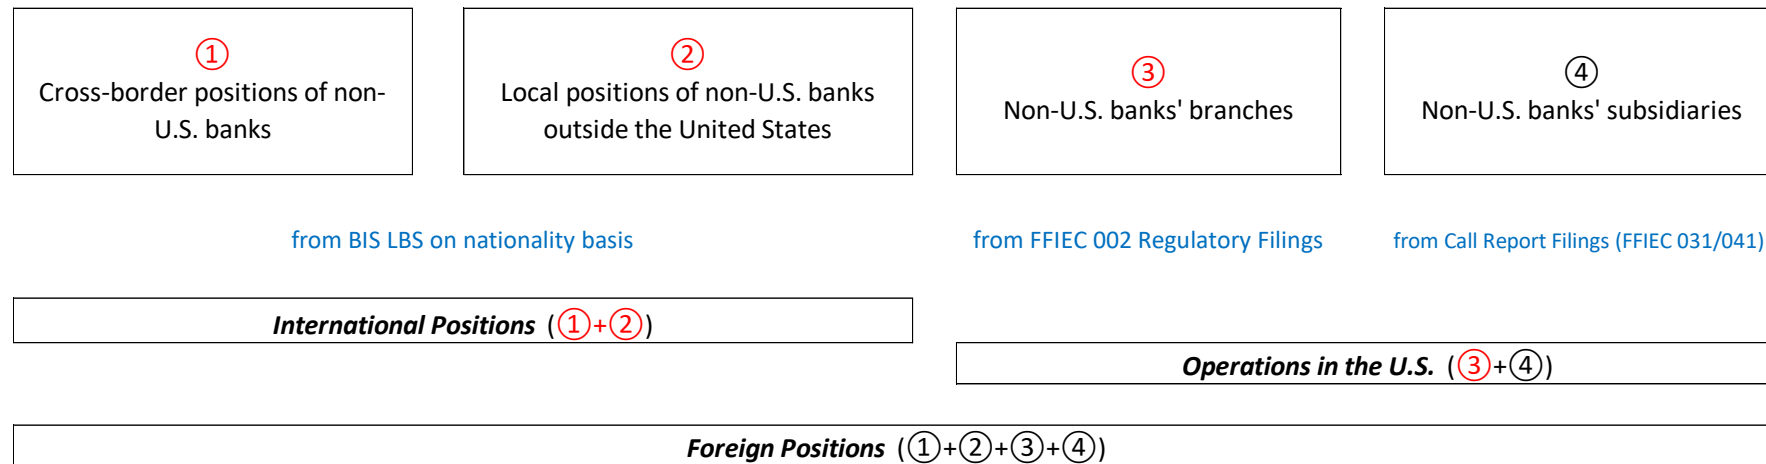 ①
Cross-border positions of non-
U.S. banks
②
Local positions of non-U.S. banks
outside the United States
③
Non-U.S. banks' branches
④
Non-U.S. banks' subsidiaries
from BIS LBS on nationality basis
from FFIEC 002 Regulatory Filings
from Call Report Filings (FFIEC 031/041)
International Positions (①+②)
Operations in the U.S. (③+④)
Foreign Positions (①+②+③+④)